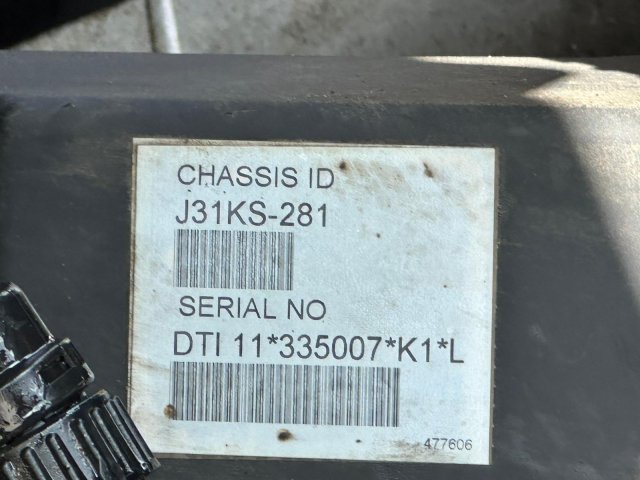 CHASSIS ID
J31KS-281
SERIAL NO
DTI 11*335007*K1*L
477606